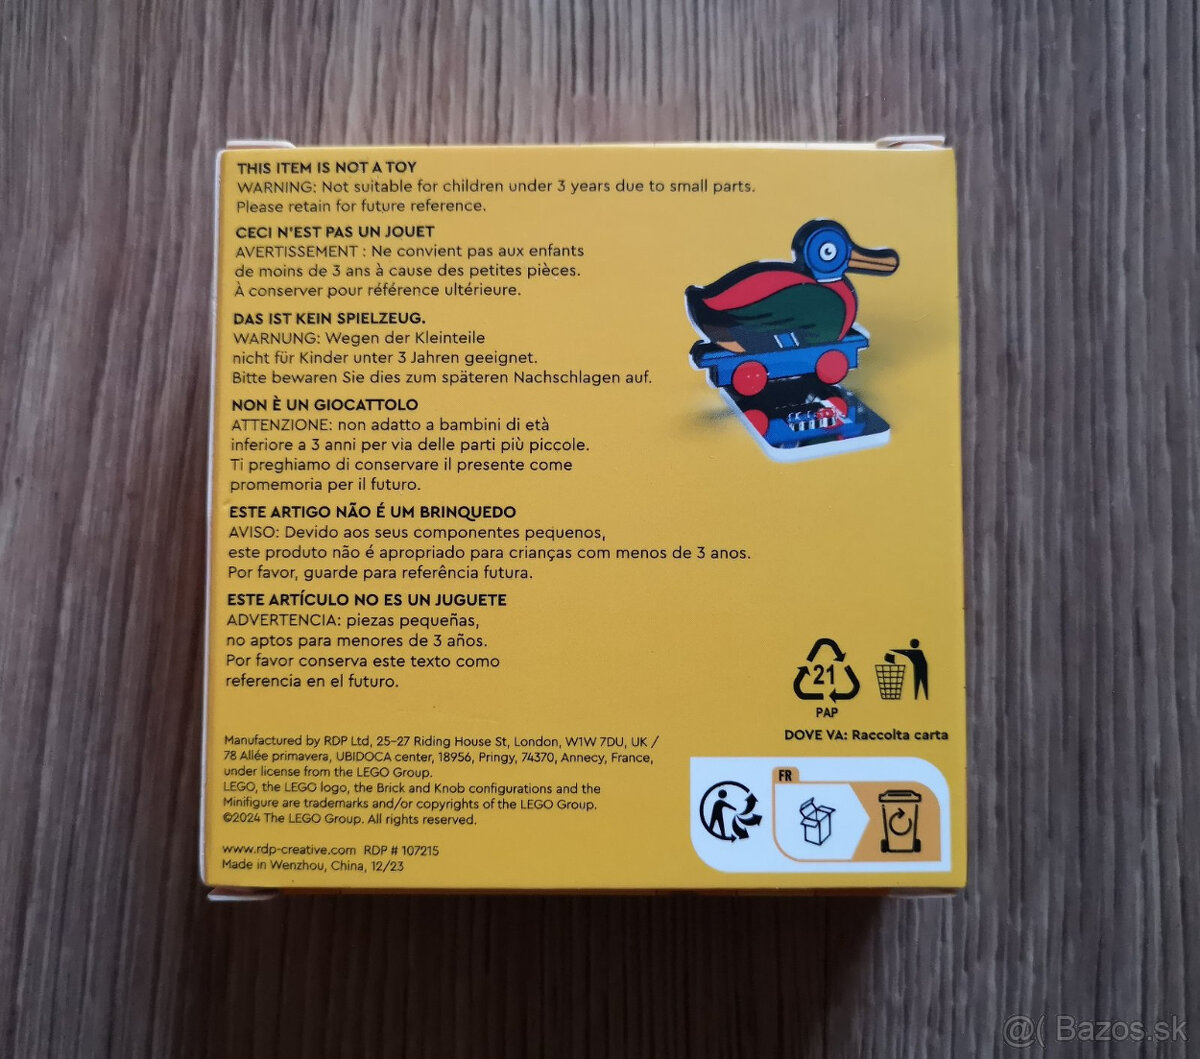 THIS ITEM IS NOT A TOY
WARNING: Not suitable for children under 3 years due to small parts.
Please retain for future reference.
CECI N'EST PAS UN JOUET
AVERTISSEMENT : Ne convient pas aux enfants
de moins de 3 ans à cause des petites pièces.
À conserver pour référence ultérieure.
DAS IST KEIN SPIELZEUG.
WARNUNG: Wegen der Kleinteile
nicht für Kinder unter 3 Jahren geeignet.
Bitte bewaren Sie dies zum späteren Nachschlagen auf.
NON È UN GIOCATTOLO
ATTENZIONE: non adatto a bambini di età
inferiore a 3 anni per via delle parti più piccole.
Ti preghiamo di conservare il presente come
promemoria per il futuro.
ESTE ARTIGO NÃO É UM BRINQUEDO
AVISO: Devido aos seus componentes pequenos,
este produto não é apropriado para crianças com menos de 3 anos.
Por favor, guarde para referência futura.
ESTE ARTÍCULO NO ES UN JUGUETE
ADVERTENCIA: piezas pequeñas,
no aptos para menores de 3 años.
Por favor conserva este texto como
referencia en el futuro.
21
PAP
DOVE VA: Raccolta carta
Manufactured by RDP Ltd, 25-27 Riding House St, London, W1W 7DU, UK /
78 Allée primavera, UBIDOCA center, 18956, Pringy, 74370, Annecy, France,
under license from the LEGO Group.
LEGO, the LEGO logo, the Brick and Knob configurations and the
Minifigure are trademarks and/or copyrights of the LEGO Group.
©2024 The LEGO Group. All rights reserved.
www.rdp-creative.com RDP # 107215
Made in Wenzhou, China, 12/23
FR
@( Bazos.sk